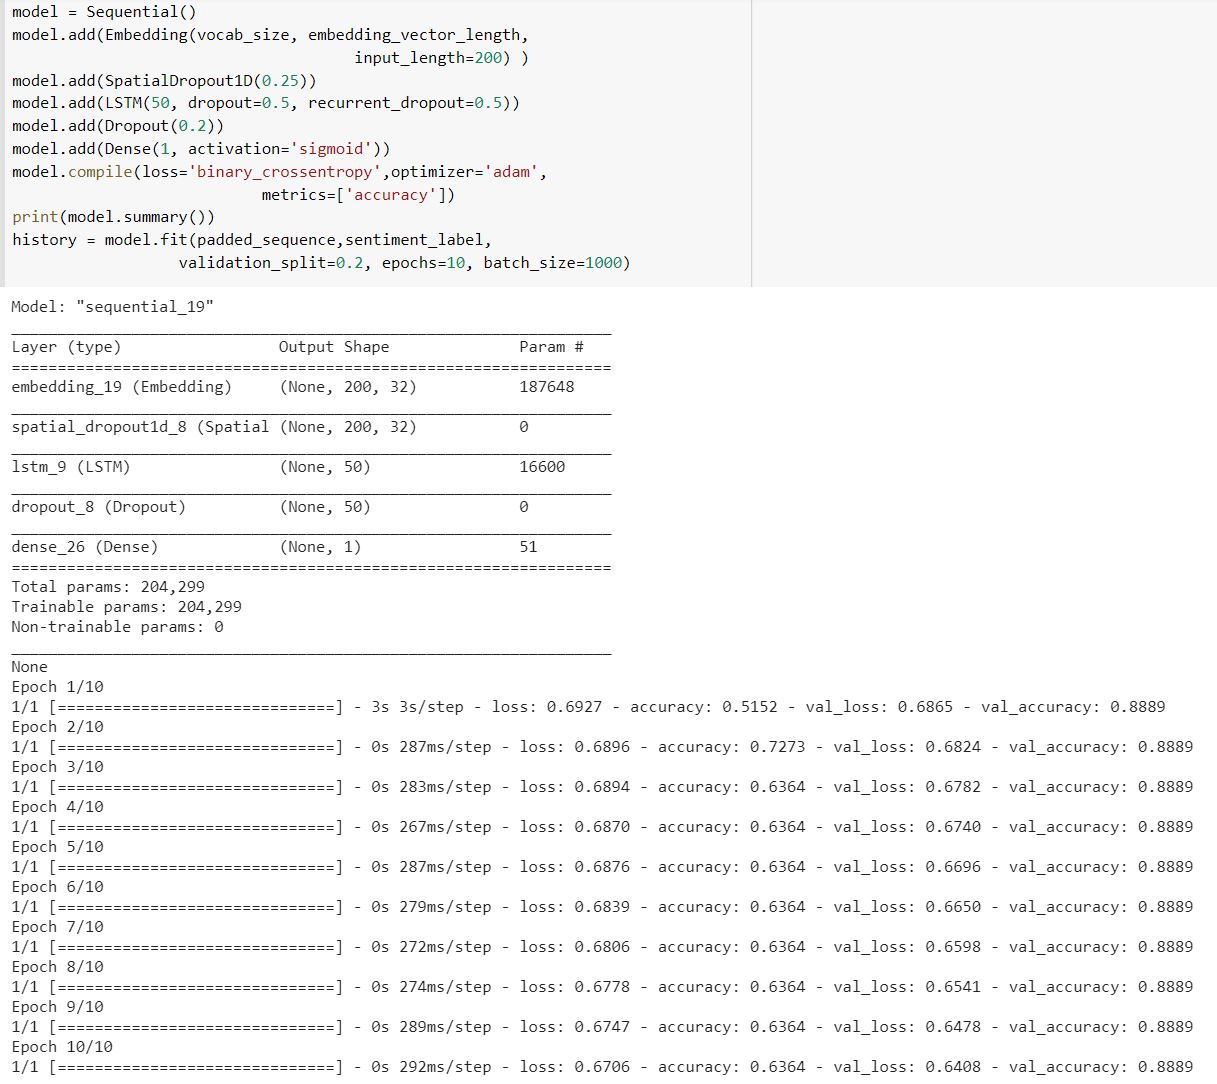 model = Sequential()
model.add(Embedding(vocab_size, embedding_vector_length,
input_length=200) )
model.add(SpatialDropout1D(0.25))
model.add(LSTM(50, dropout=0.5, recurrent_dropout=0.5))
model.add(Dropout(0.2))
model.add(Dense(1, activation='sigmoid'))
model.compile(loss='binary_crossentropy',optimizer='adam',
metrics=['accuracy'])
print(model.summary())
history = model.fit(padded_sequence,sentiment_label,
validation_split=0.2, epochs=10, batch_size=1000)
Model: "sequential_19"
_________________________________________________________________
Layer (type)                 Output Shape              Param #
=================================================================
embedding_19 (Embedding)     (None, 200, 32)           187648
_________________________________________________________________
spatial_dropout1d_8 (Spatial (None, 200, 32)           0
_________________________________________________________________
lstm_9 (LSTM)                (None, 50)                16600
_________________________________________________________________
dropout_8 (Dropout)          (None, 50)                0
_________________________________________________________________
dense_26 (Dense)             (None, 1)                 51
=================================================================
Total params: 204,299
Trainable params: 204,299
Non-trainable params: 0
_________________________________________________________________
None
Epoch 1/10
1/1 [==============================] - 3s 3s/step - loss: 0.6927 - accuracy: 0.5152 - val_loss: 0.6865 - val_accuracy: 0.8889
Epoch 2/10
1/1 [==============================] - 0s 287ms/step - loss: 0.6896 - accuracy: 0.7273 - val_loss: 0.6824 - val_accuracy: 0.8889
Epoch 3/10
1/1 [==============================] - 0s 283ms/step - loss: 0.6894 - accuracy: 0.6364 - val_loss: 0.6782 - val_accuracy: 0.8889
Epoch 4/10
1/1 [==============================] - 0s 267ms/step - loss: 0.6870 - accuracy: 0.6364 - val_loss: 0.6740 - val_accuracy: 0.8889
Epoch 5/10
1/1 [==============================] - 0s 287ms/step - loss: 0.6876 - accuracy: 0.6364 - val_loss: 0.6696 - val_accuracy: 0.8889
Epoch 6/10
1/1 [==============================] - 0s 279ms/step - loss: 0.6839 - accuracy: 0.6364 - val_loss: 0.6650 - val_accuracy: 0.8889
Epoch 7/10
1/1 [==============================] - 0s 272ms/step - loss: 0.6806 - accuracy: 0.6364 - val_loss: 0.6598 - val_accuracy: 0.8889
Epoch 8/10
1/1 [==============================] - 0s 274ms/step - loss: 0.6778 - accuracy: 0.6364 - val_loss: 0.6541 - val_accuracy: 0.8889
Epoch 9/10
1/1 [==============================] - 0s 289ms/step - loss: 0.6747 - accuracy: 0.6364 - val_loss: 0.6478 - val_accuracy: 0.8889
Epoch 10/10
1/1 [==============================] - 0s 292ms/step - loss: 0.6706 - accuracy: 0.6364 - val_loss: 0.6408 - val_accuracy: 0.8889